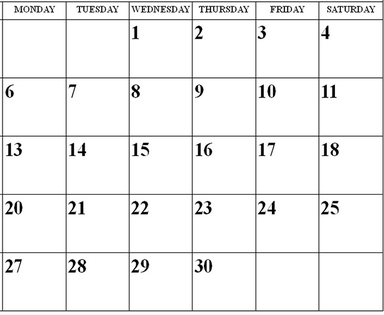 MONDAY TUESDAY WEDNESDAY THURSDAY FRIDAY SATURDAY
1 2 3 4
6 7 8 9 10 11
13 14 15 16 17 18
20 21 22 23 24 25
27 28 29 30